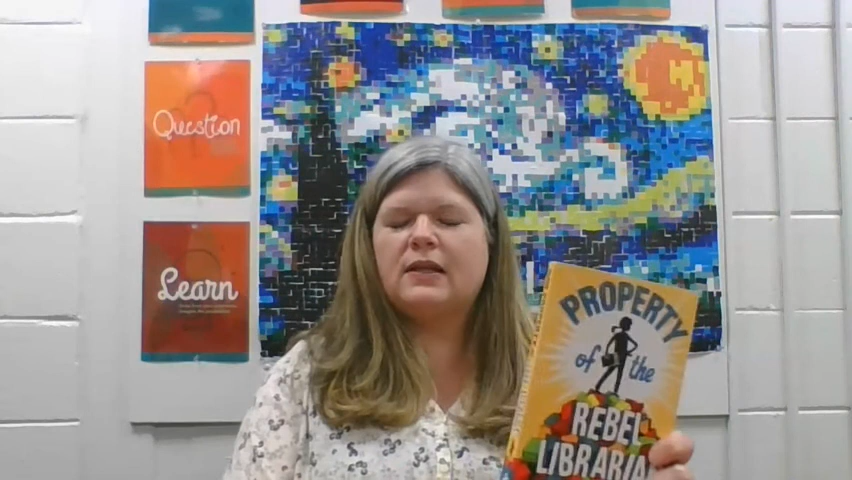 Question
Learn
PROPERTY
of the
REBEL
LIBRARIA